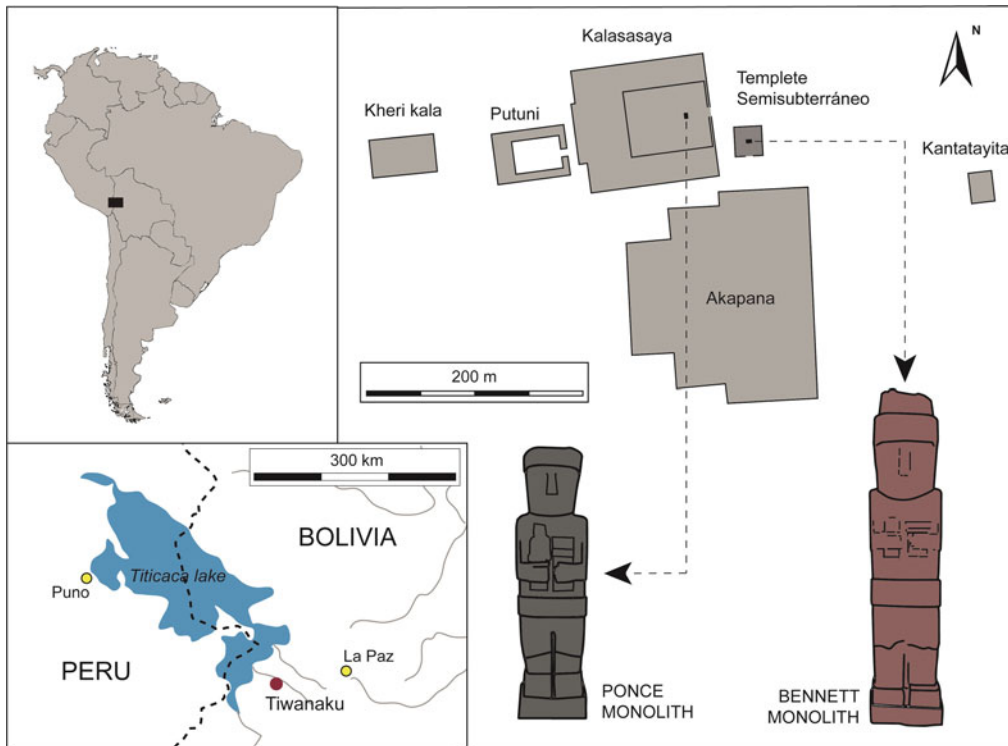 N
Kalasasaya
Templete
Semisubterráneo
Kheri kala
Putuni
Kantatayita
Akapana
200 m
300 km
BOLIVIA
Titicaca lake
Puno
La Paz
PERU
Tiwanaku
PONCE
MONOLITH
BENNETT
MONOLITH